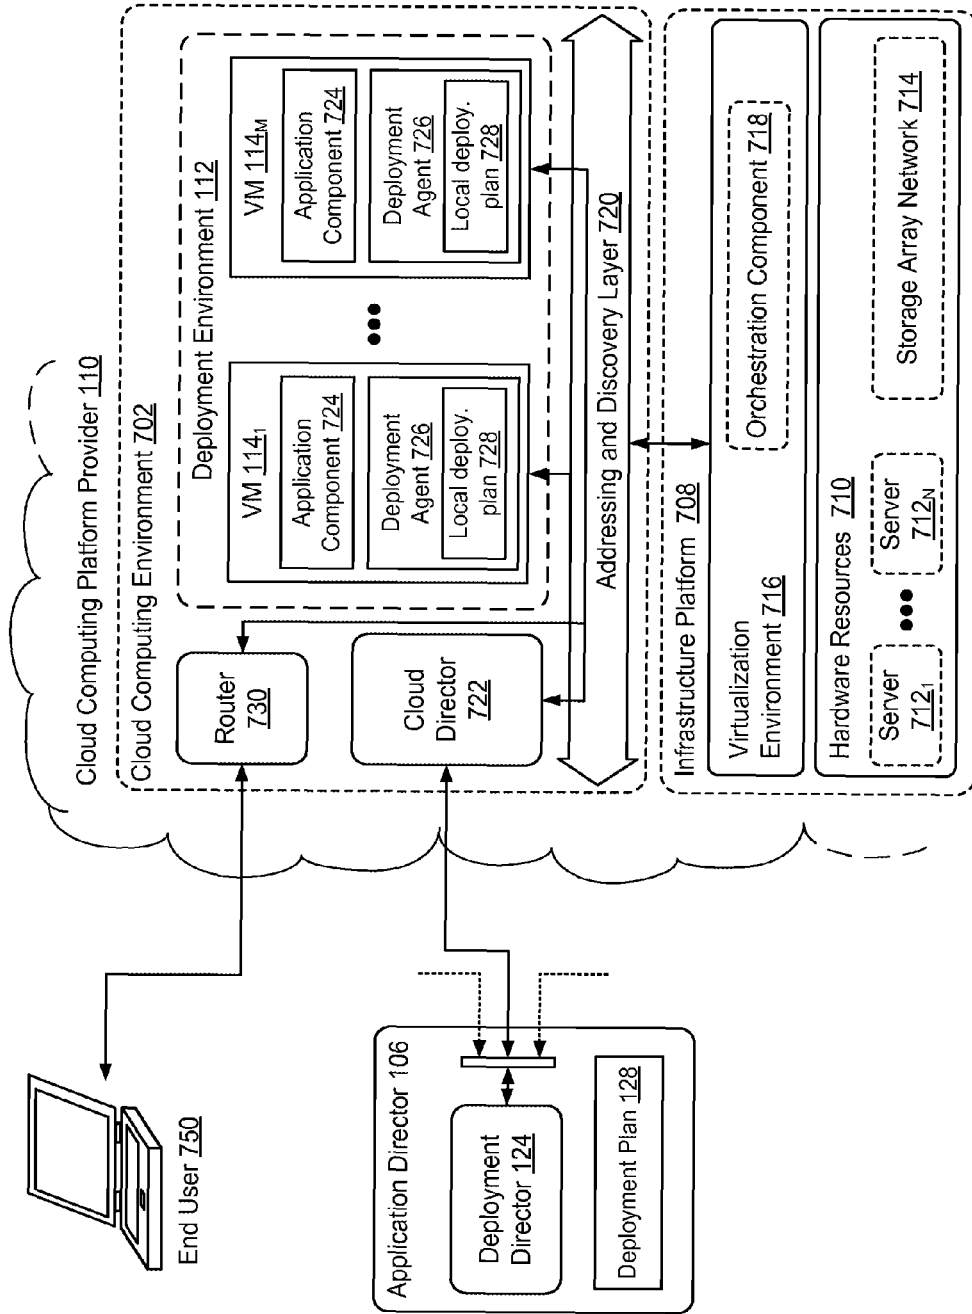 Cloud Computing Platform Provider 110
Cloud Computing Environment 702
Router
730
Deployment Environment 112
VM 114₁
Application
Component 724
Deployment
Agent 726
Local deploy.
plan 728
VM 114M
Application
Component 724
Deployment
Agent 726
Local deploy.
plan 728
Cloud
Director
722
Addressing and Discovery Layer 720
Infrastructure Platform 708
Virtualization
Environment 716
Orchestration Component 718
Hardware Resources 710
Server
712₁
Server
712N
Storage Array Network 714
End User 750
Application Director 106
Deployment
Director 124
Deployment Plan 128